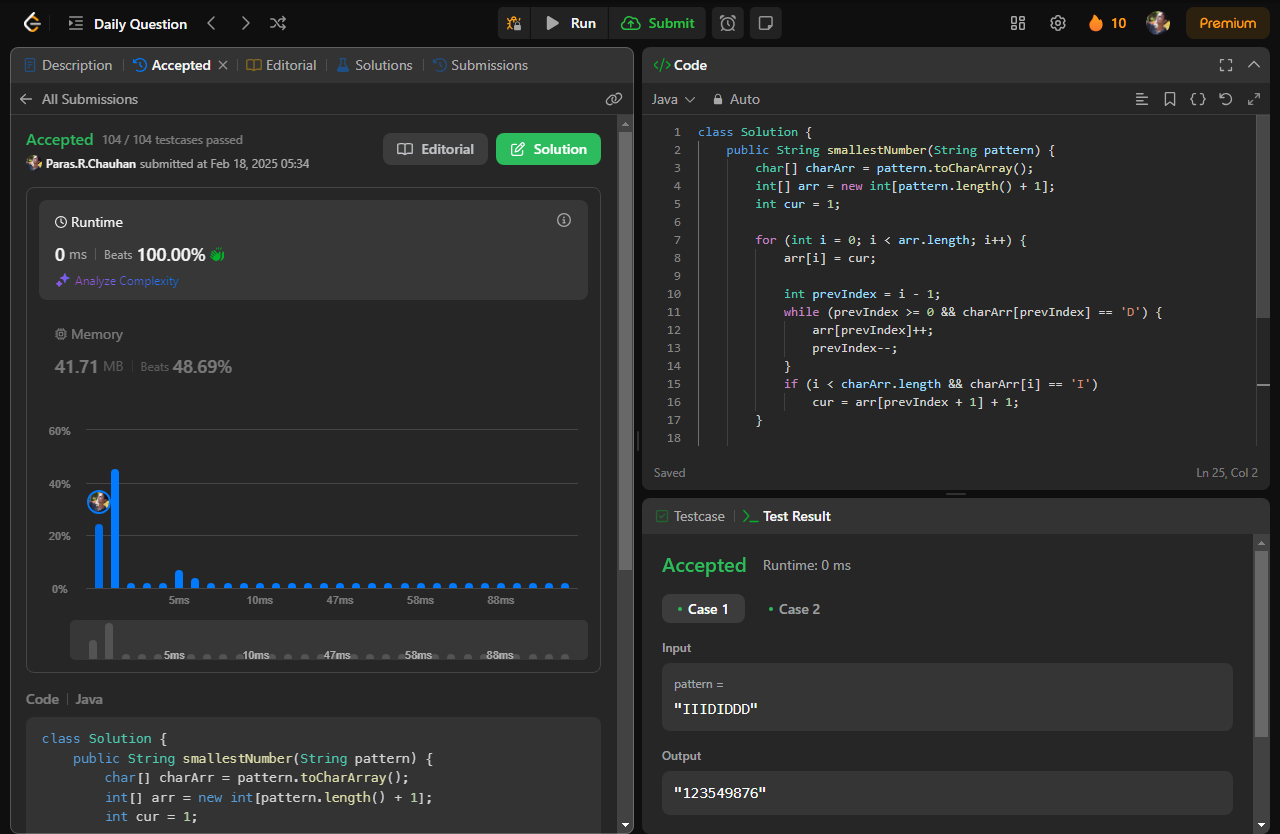 Daily Question
Run
Submit
10
Premium
Description
Accepted
Editorial
Solutions
Submissions
All Submissions
Accepted 104 / 104 testcases passed
Paras.R.Chauhan submitted at Feb 18, 2025 05:34
Editorial
Solution
Runtime
0 ms Beats 100.00%
Analyze Complexity
Memory
41.71 MB Beats 48.69%
60%
40%
20%
0%
5ms 10ms 47ms 58ms 88ms
5ms 10ms 47ms 58ms 88ms
Code Java
class Solution {
public String smallestNumber(String pattern) {
char[] charArr = pattern.toCharArray();
int[] arr = new int[pattern.length() + 1];
int cur = 1;
</> Code
Java Auto
1 class Solution {
2 public String smallestNumber(String pattern) {
3 char[] charArr = pattern.toCharArray();
4 int[] arr = new int[pattern.length() + 1];
5 int cur = 1;
6
7 for (int i = 0; i < arr.length; i++) {
8 arr[i] = cur;
9
10 int prevIndex = i - 1;
11 while (prevIndex >= 0 && charArr[prevIndex] == 'D') {
12 arr[prevIndex]++;
13 prevIndex--;
14 }
15 if (i < charArr.length && charArr[i] == 'I')
16 cur = arr[prevIndex + 1] + 1;
17 }
18
Saved
Ln 25, Col 2
Testcase
Test Result
Accepted Runtime: 0 ms
Case 1
Case 2
Input
pattern =
"IIIDIDDD"
Output
"123549876"